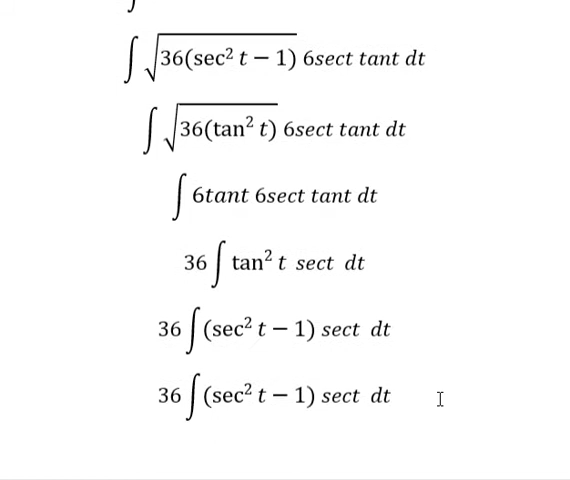 ∫ √36(sec² t − 1) 6sect tant dt
∫ √36(tan² t) 6sect tant dt
∫ 6tant 6sect tant dt
36 ∫ tan² t sect dt
36 ∫ (sec² t − 1) sect dt
36 ∫ (sec² t − 1) sect dt